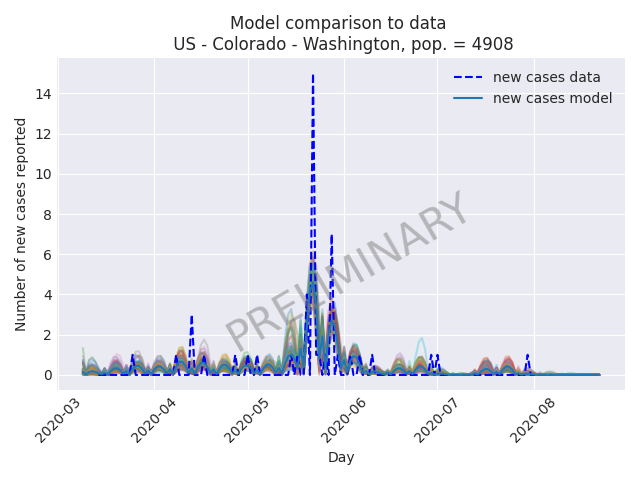 Model comparison to data
US - Colorado - Washington, pop. = 4908
new cases data
new cases model
Number of new cases reported
14
12
10
8
6
4
2
0
PRELIMINARY
2020-03
2020-04
2020-05
2020-06
2020-07
2020-08
Day